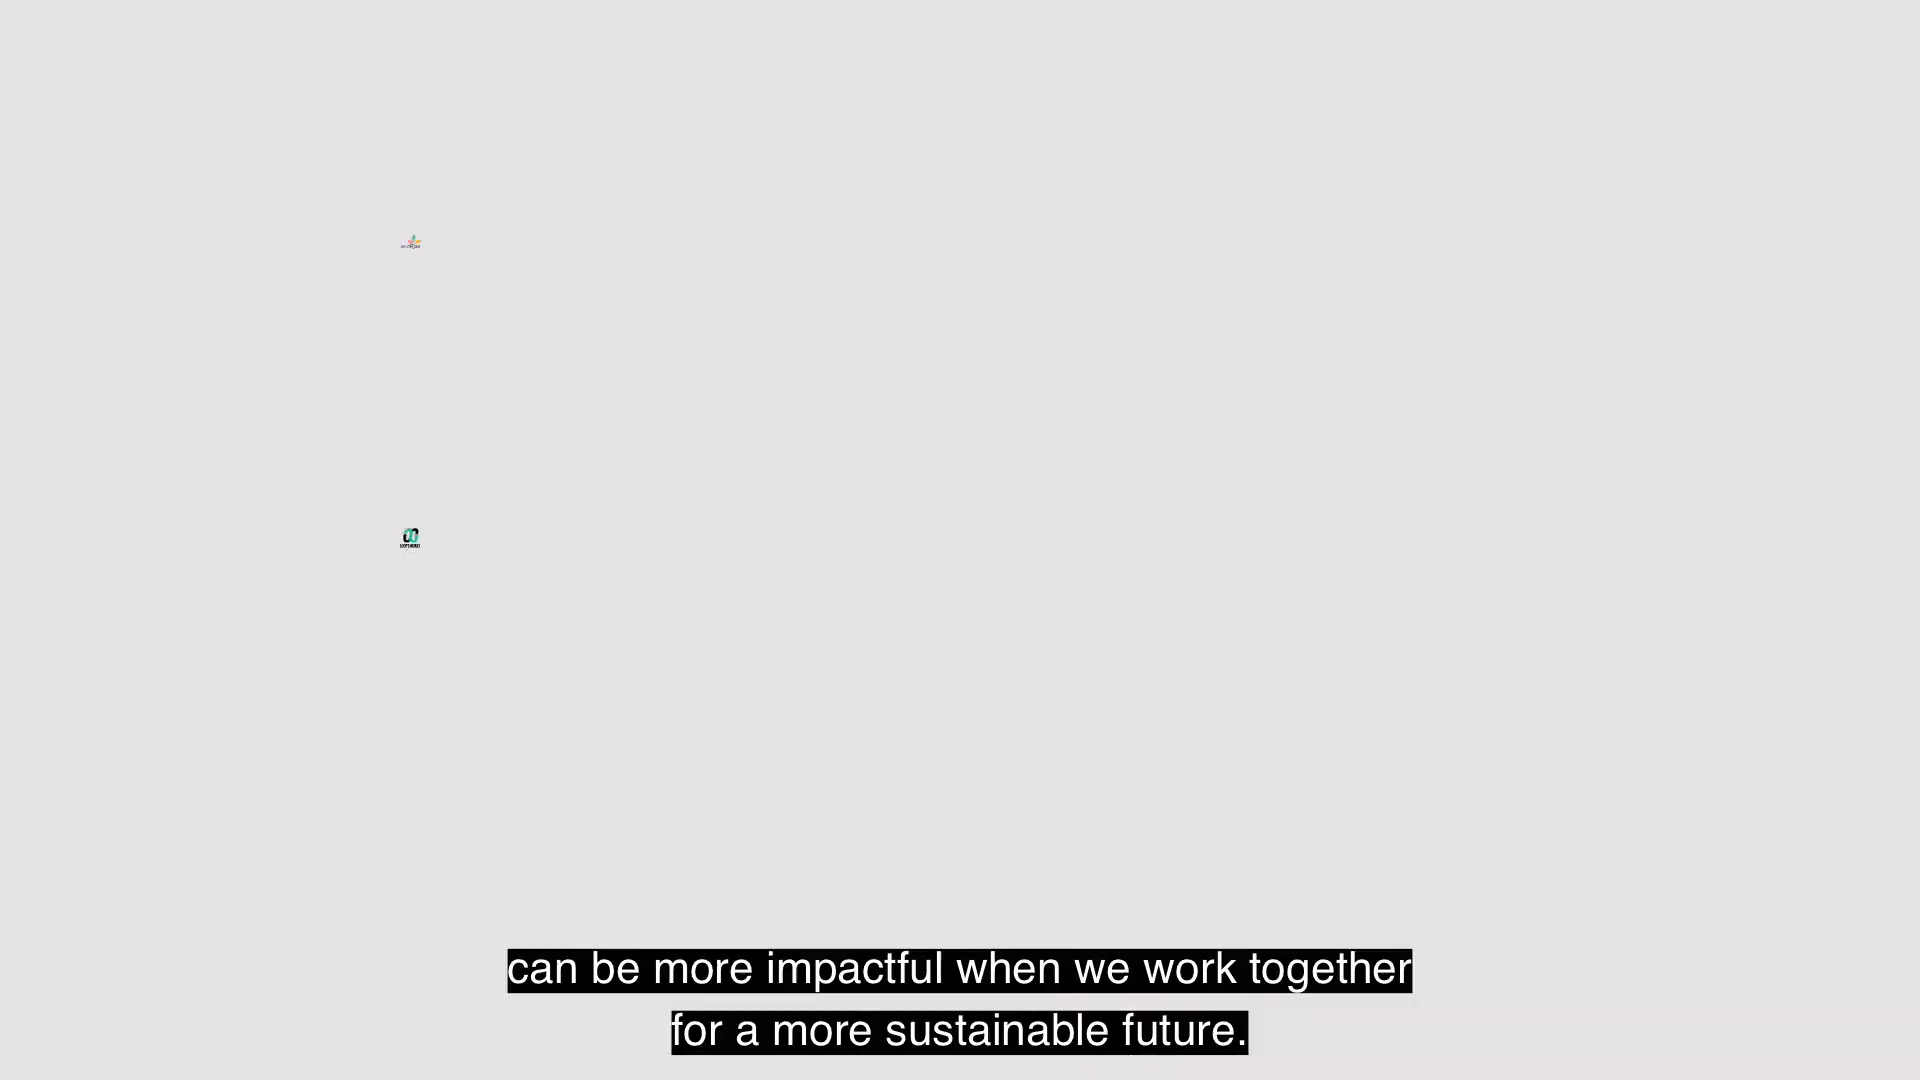 can be more impactful when we work together
for a more sustainable future.